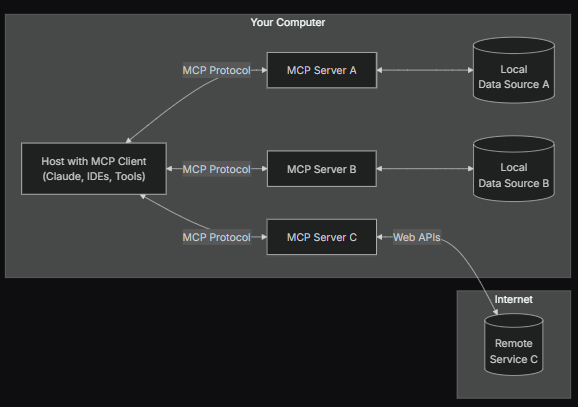 Your Computer
MCP Protocol
MCP Server A
Local
Data Source A
Host with MCP Client
(Claude, IDEs, Tools)
MCP Protocol
MCP Server B
Local
Data Source B
MCP Protocol
MCP Server C
Web APIs
Internet
Remote
Service C